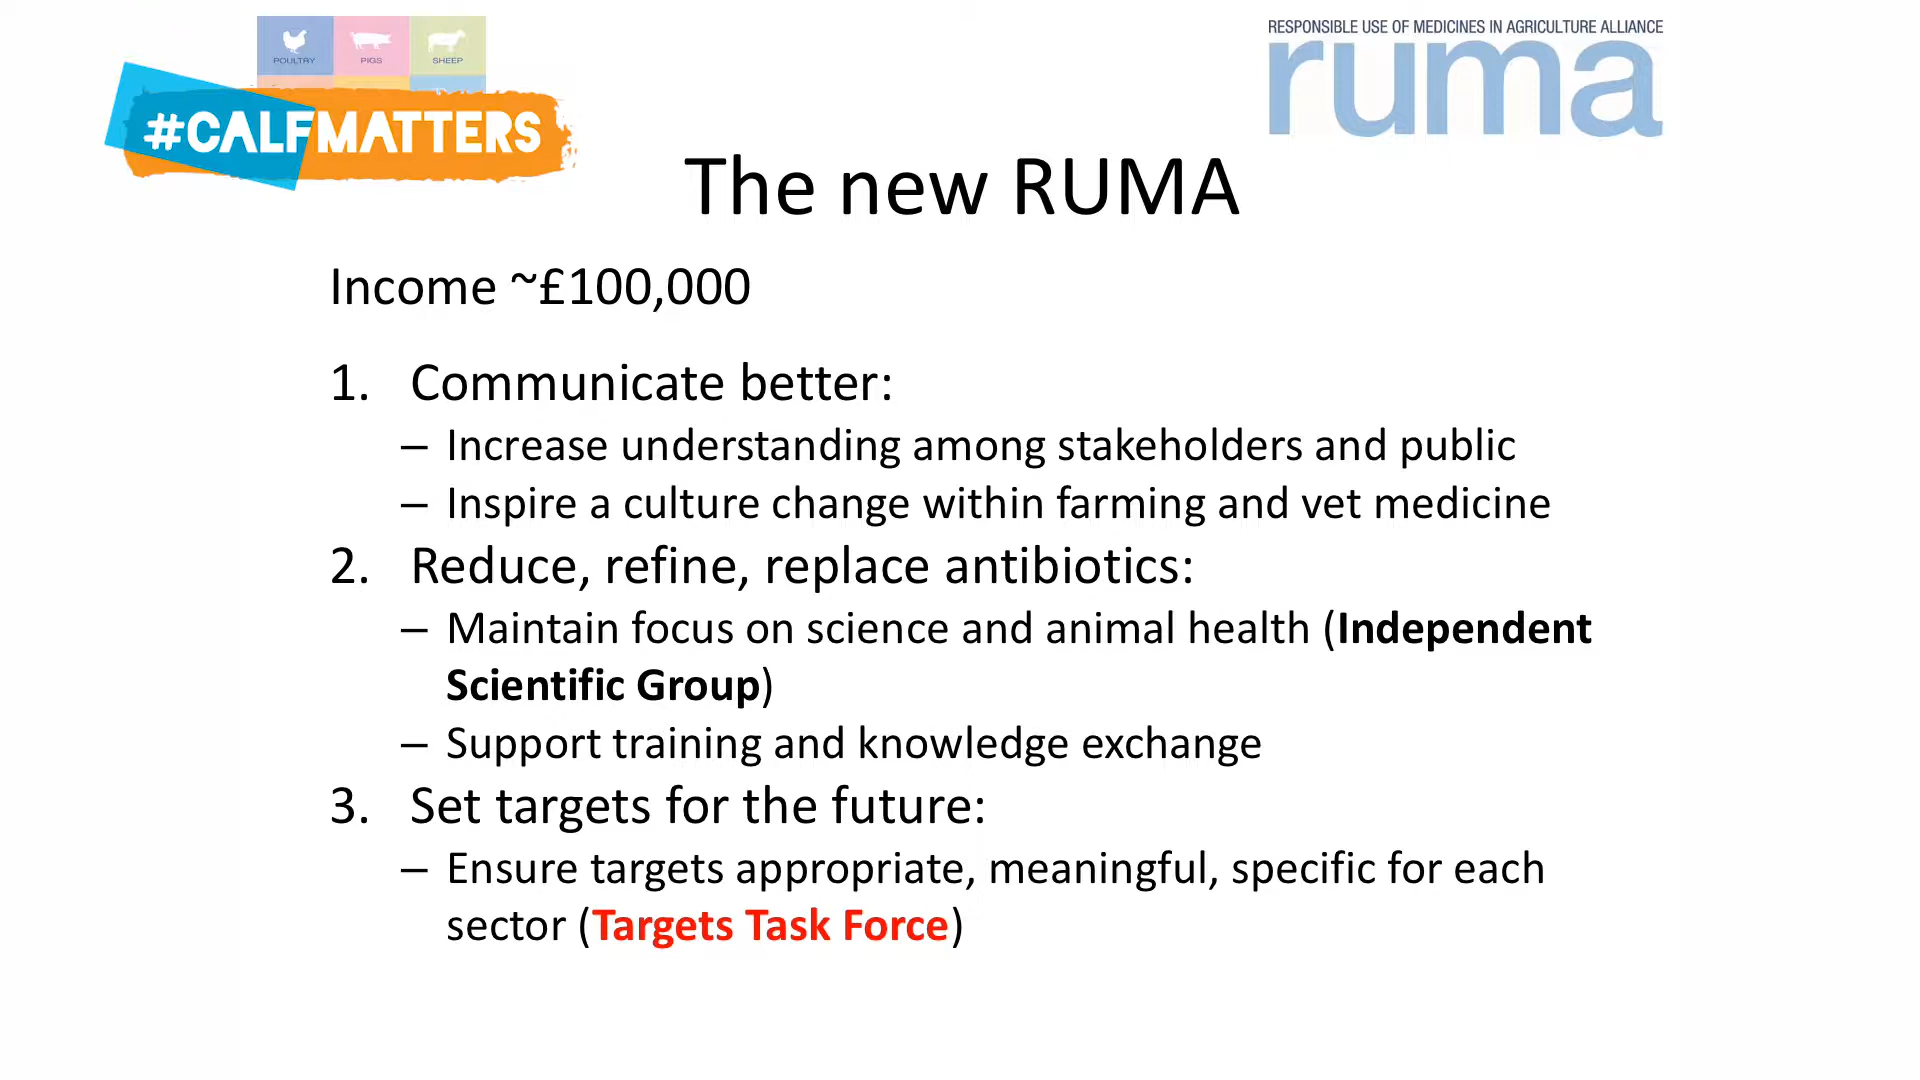 POULTRY PIGS SHEEP
#CALFMATTERS
RESPONSIBLE USE OF MEDICINES IN AGRICULTURE ALLIANCE
ruma
The new RUMA
Income ~£100,000
1. Communicate better:
– Increase understanding among stakeholders and public
– Inspire a culture change within farming and vet medicine
2. Reduce, refine, replace antibiotics:
– Maintain focus on science and animal health (Independent
Scientific Group)
– Support training and knowledge exchange
3. Set targets for the future:
– Ensure targets appropriate, meaningful, specific for each
sector (Targets Task Force)